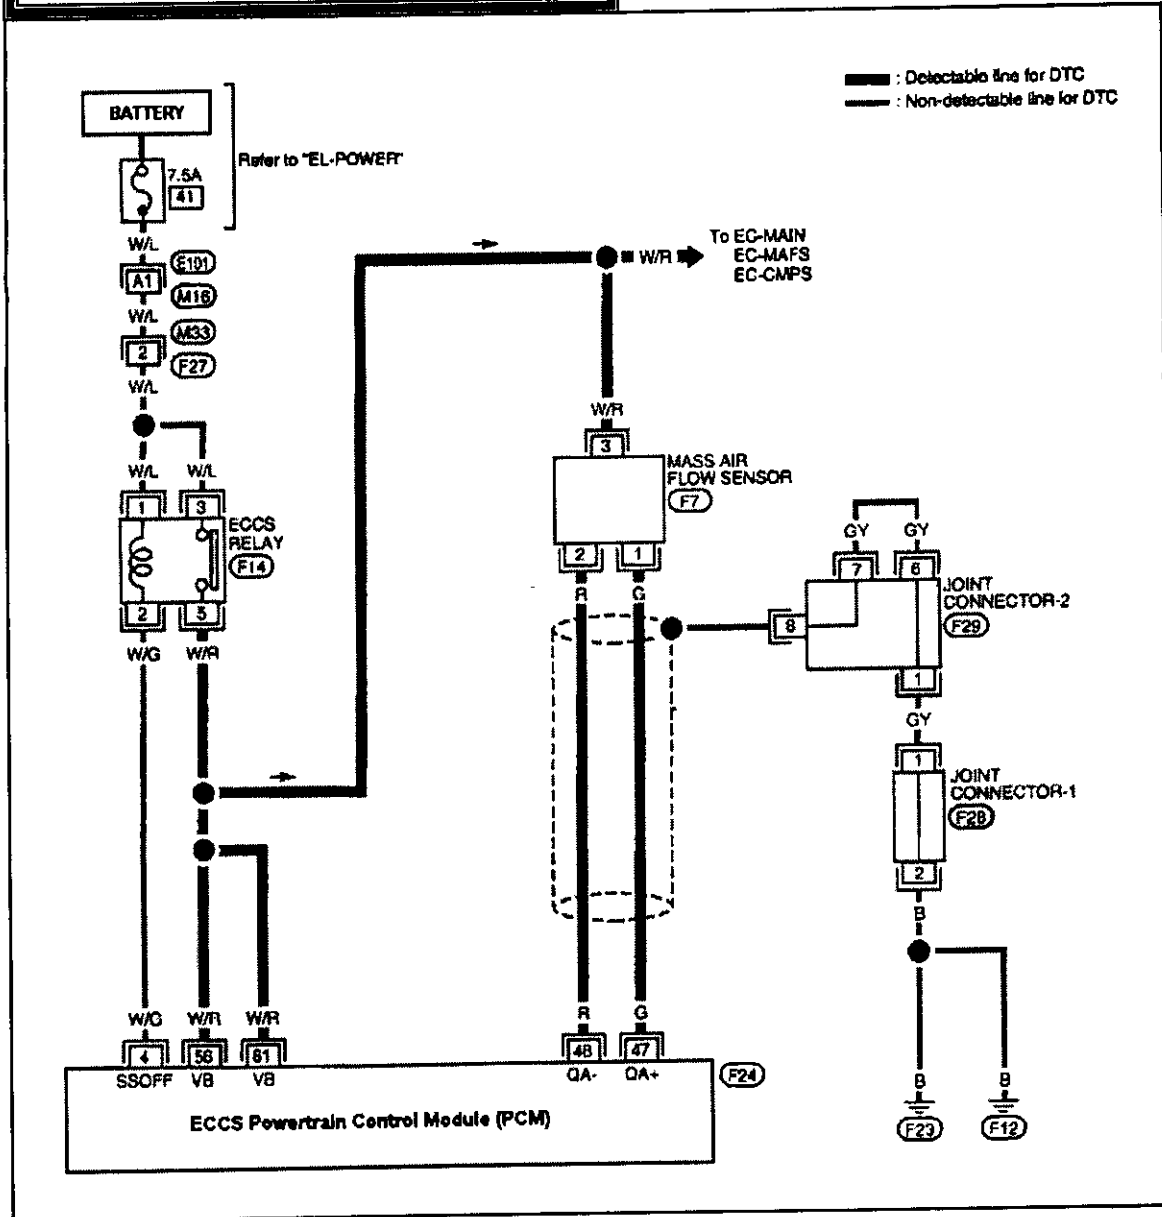 : Detectable line for DTC
: Non-detectable line for DTC
BATTERY
Refer to "EL-POWER"
7.5A
41
W/L
E101
A1
M16
W/L
M33
2
F27
W/L
W/L
W/L
1
3
ECCS
RELAY
F14
2
5
W/G
W/R
W/R
To EC-MAIN
EC-MAFS
EC-CMPS
W/R
3
MASS AIR
FLOW SENSOR
F7
2
1
R
G
GY
GY
7
6
JOINT
CONNECTOR-2
F29
8
1
GY
1
JOINT
CONNECTOR-1
F28
2
B
W/G
W/R
W/R
R
G
4
56
61
48
47
SSOFF
VB
VB
QA-
QA+
F24
B
B
F23
F12
ECCS Powertrain Control Module (PCM)